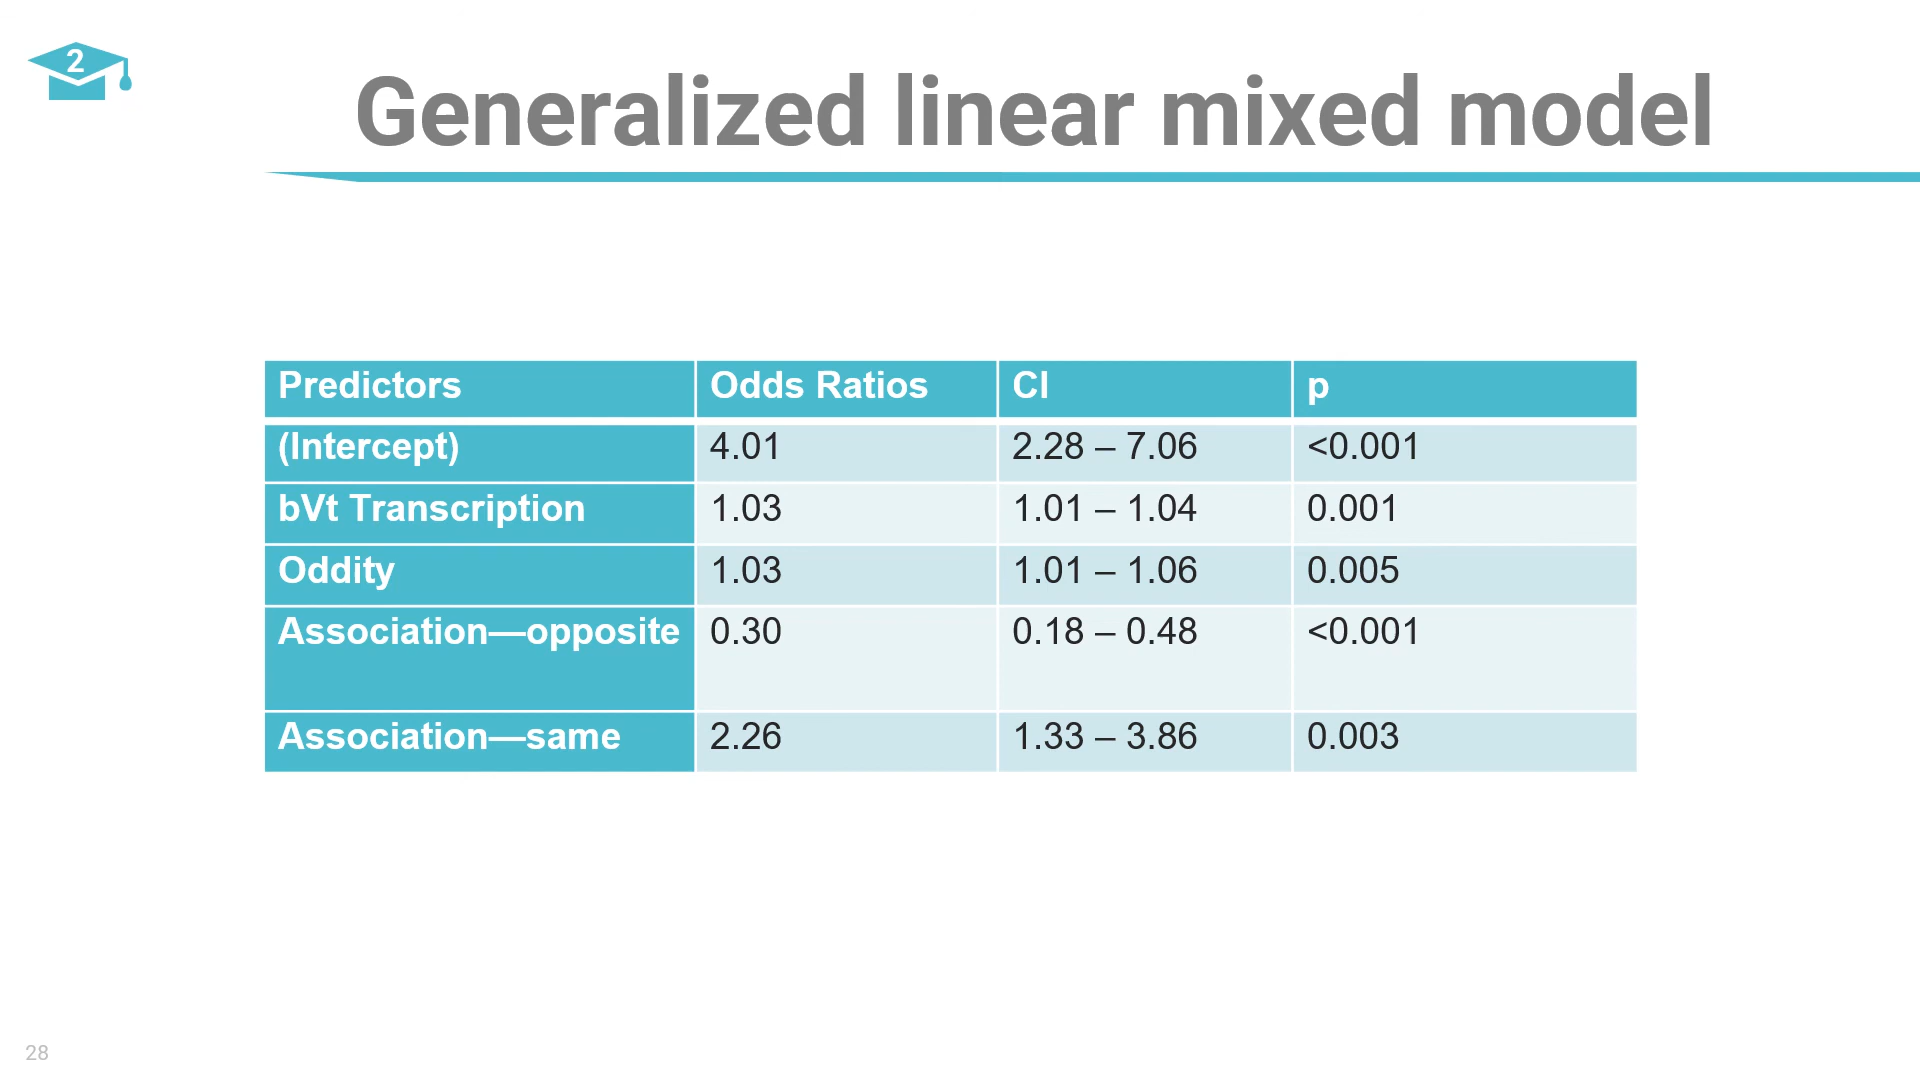 2
Generalized linear mixed model
Predictors Odds Ratios CI p
(Intercept) 4.01 2.28 – 7.06 <0.001
bVt Transcription 1.03 1.01 – 1.04 0.001
Oddity 1.03 1.01 – 1.06 0.005
Association—opposite 0.30 0.18 – 0.48 <0.001
Association—same 2.26 1.33 – 3.86 0.003
28